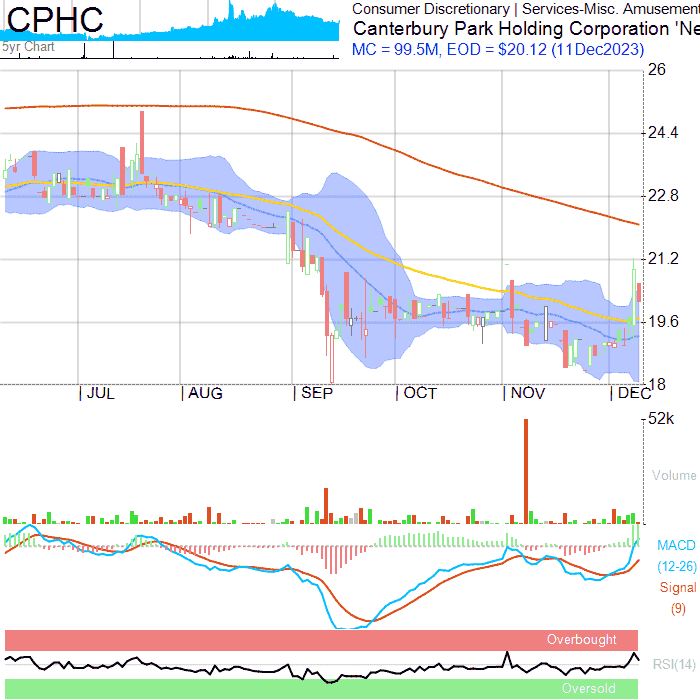 CPHC
Consumer Discretionary | Services-Misc. Amusement
Canterbury Park Holding Corporation 'Ne
MC = 99.5M, EOD = $20.12 (11Dec2023)
5yr Chart
26
24.4
22.8
21.2
19.6
18
JUL AUG SEP OCT NOV DEC
52k
Volume
MACD
(12-26)
Signal
(9)
Overbought
RSI(14)
Oversold